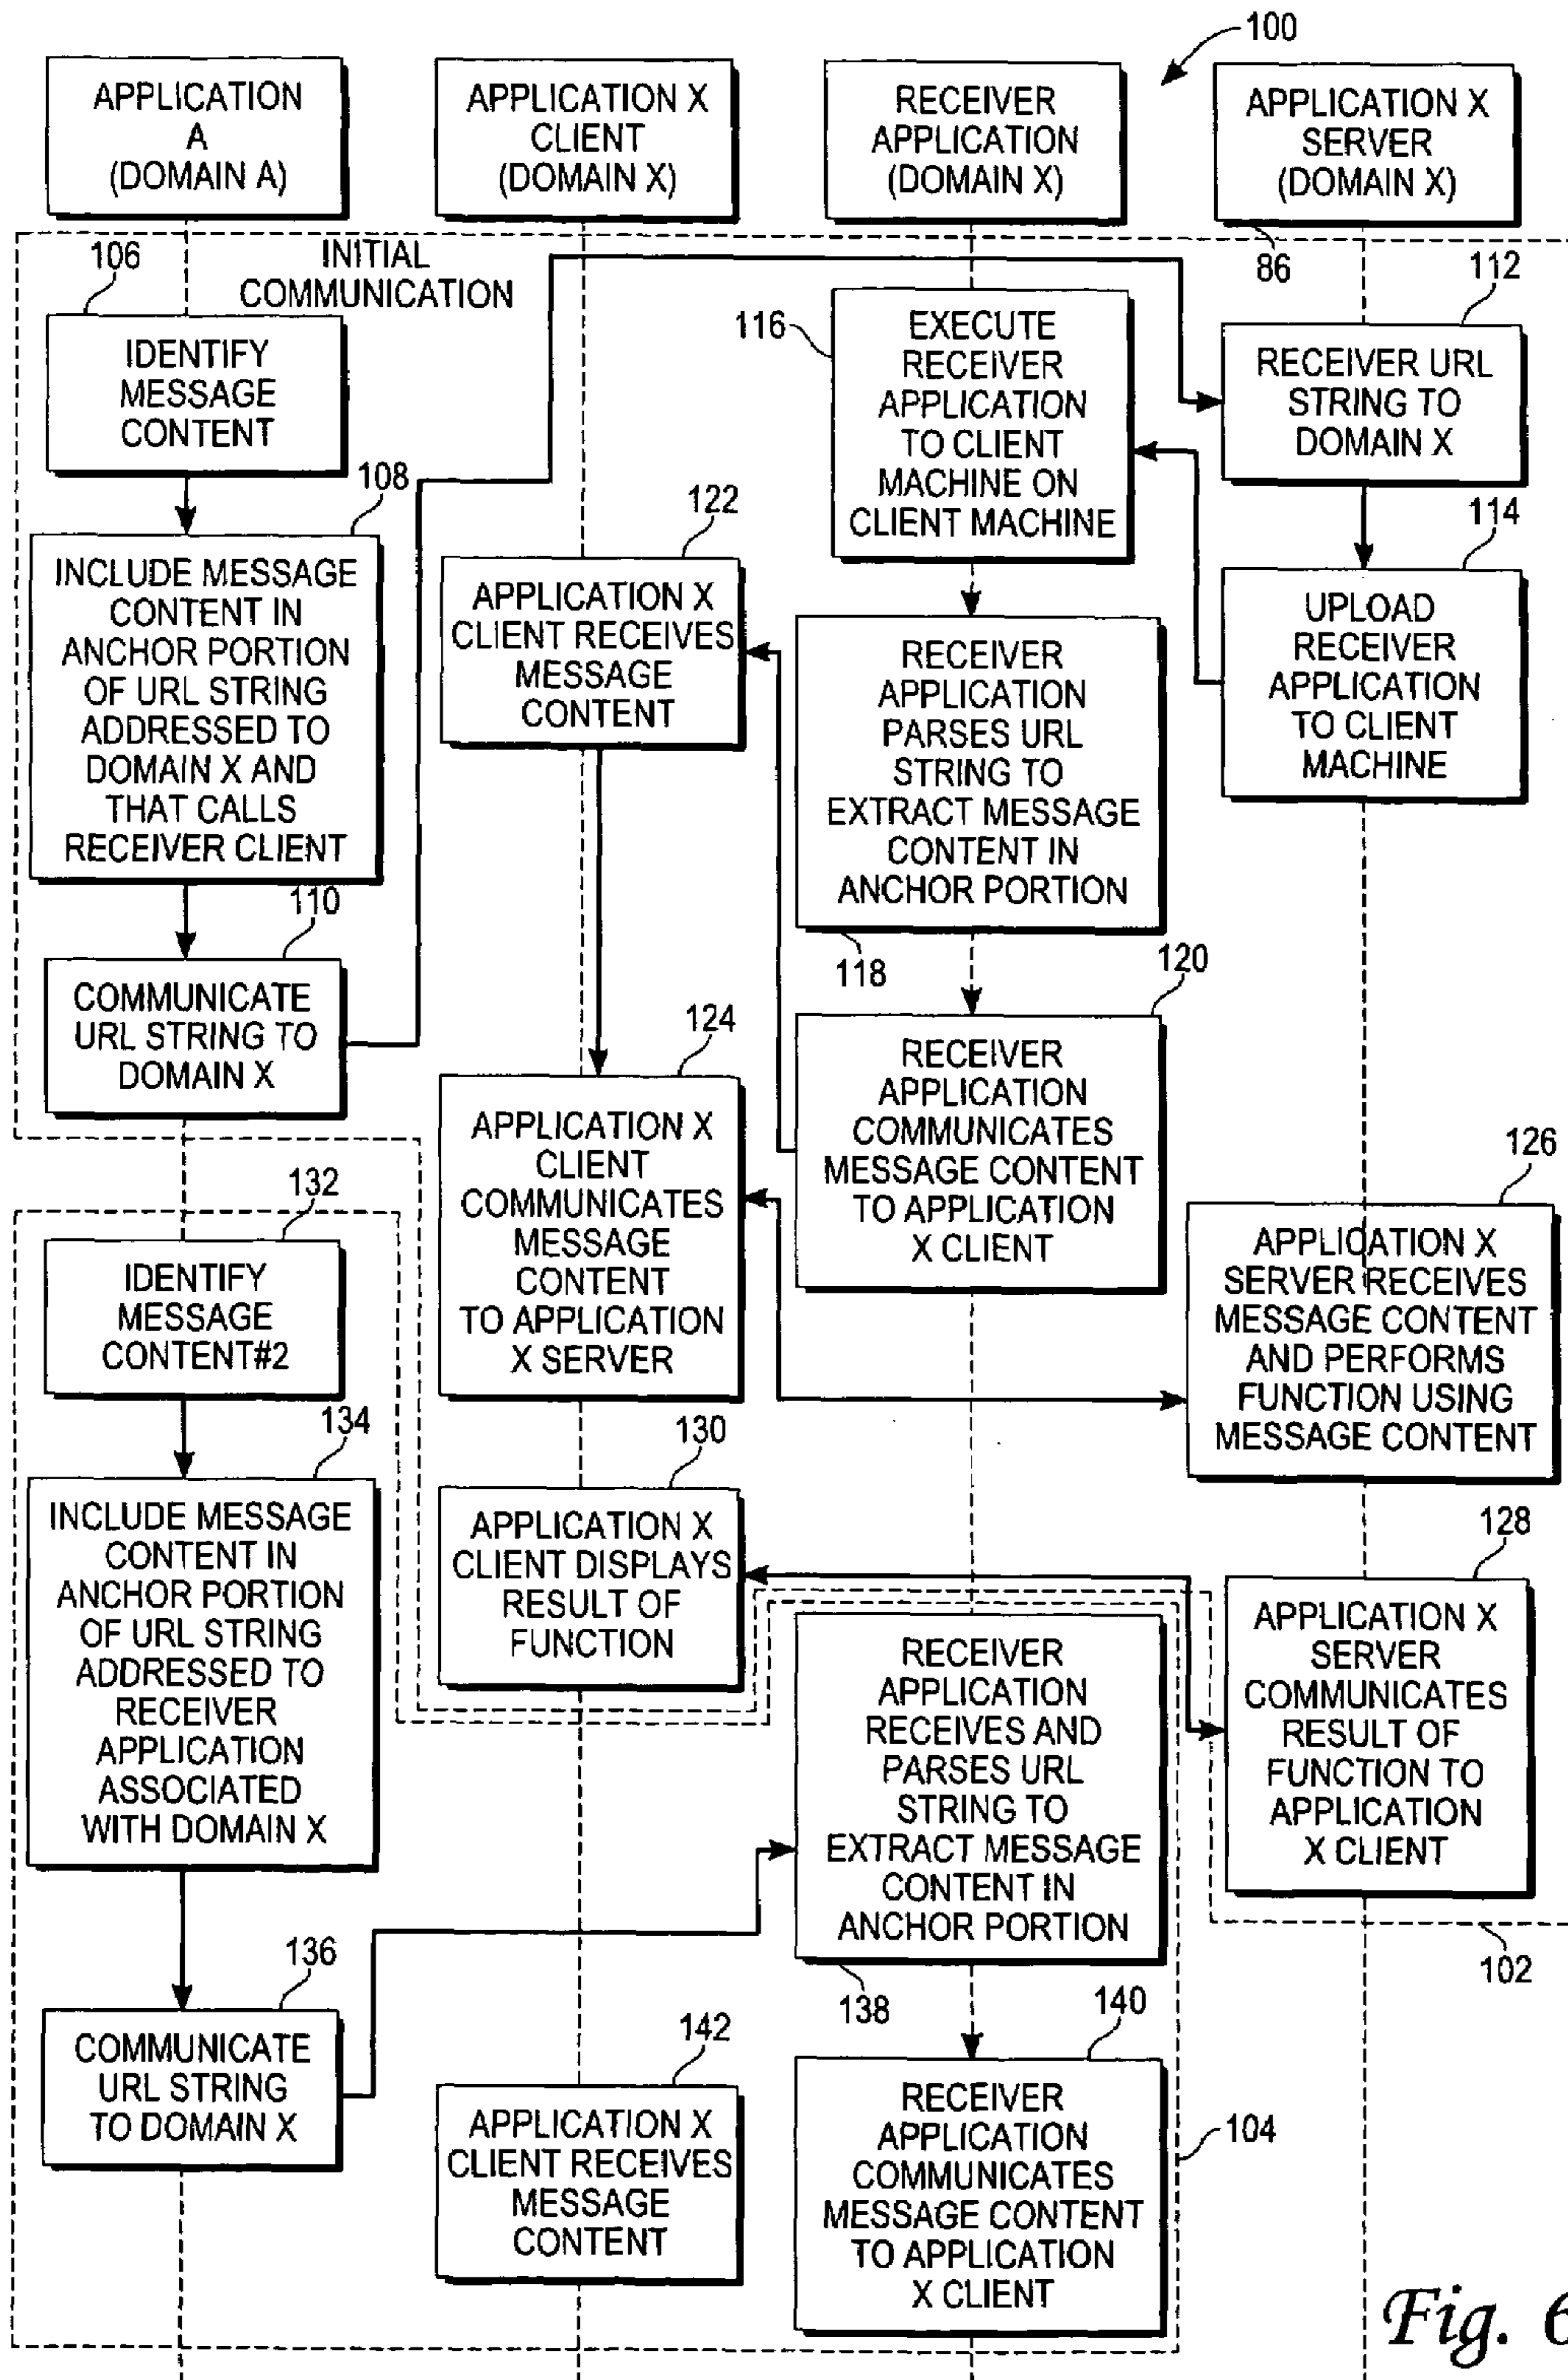 100
APPLICATION
A
(DOMAIN A)
APPLICATION X
CLIENT
(DOMAIN X)
RECEIVER
APPLICATION
(DOMAIN X)
APPLICATION X
SERVER
(DOMAIN X)
86
INITIAL
COMMUNICATION
106
IDENTIFY
MESSAGE
CONTENT
108
INCLUDE MESSAGE
CONTENT IN
ANCHOR PORTION
OF URL STRING
ADDRESSED TO
DOMAIN X AND
THAT CALLS
RECEIVER CLIENT
110
COMMUNICATE
URL STRING TO
DOMAIN X
112
RECEIVER URL
STRING TO
DOMAIN X
114
UPLOAD
RECEIVER
APPLICATION
TO CLIENT
MACHINE
116
EXECUTE
RECEIVER
APPLICATION
TO CLIENT
MACHINE ON
CLIENT MACHINE
RECEIVER
APPLICATION
PARSES URL
STRING TO
EXTRACT MESSAGE
CONTENT IN
ANCHOR PORTION
118
120
RECEIVER
APPLICATION
COMMUNICATES
MESSAGE CONTENT
TO APPLICATION
X CLIENT
122
APPLICATION X
CLIENT RECEIVES
MESSAGE
CONTENT
124
APPLICATION X
CLIENT
COMMUNICATES
MESSAGE
CONTENT
TO APPLICATION
X SERVER
126
APPLICATION X
SERVER RECEIVES
MESSAGE CONTENT
AND PERFORMS
FUNCTION USING
MESSAGE CONTENT
128
APPLICATION X
SERVER
COMMUNICATES
RESULT OF
FUNCTION TO
APPLICATION
X CLIENT
102
130
APPLICATION X
CLIENT DISPLAYS
RESULT OF
FUNCTION
132
IDENTIFY
MESSAGE
CONTENT#2
134
INCLUDE MESSAGE
CONTENT IN
ANCHOR PORTION
OF URL STRING
ADDRESSED TO
RECEIVER
APPLICATION
ASSOCIATED
WITH DOMAIN X
136
COMMUNICATE
URL STRING
TO DOMAIN X
RECEIVER
APPLICATION
RECEIVES AND
PARSES URL
STRING TO
EXTRACT MESSAGE
CONTENT IN
ANCHOR PORTION
138
140
RECEIVER
APPLICATION
COMMUNICATES
MESSAGE CONTENT
TO APPLICATION
X CLIENT
104
142
APPLICATION X
CLIENT RECEIVES
MESSAGE
CONTENT
Fig. 6